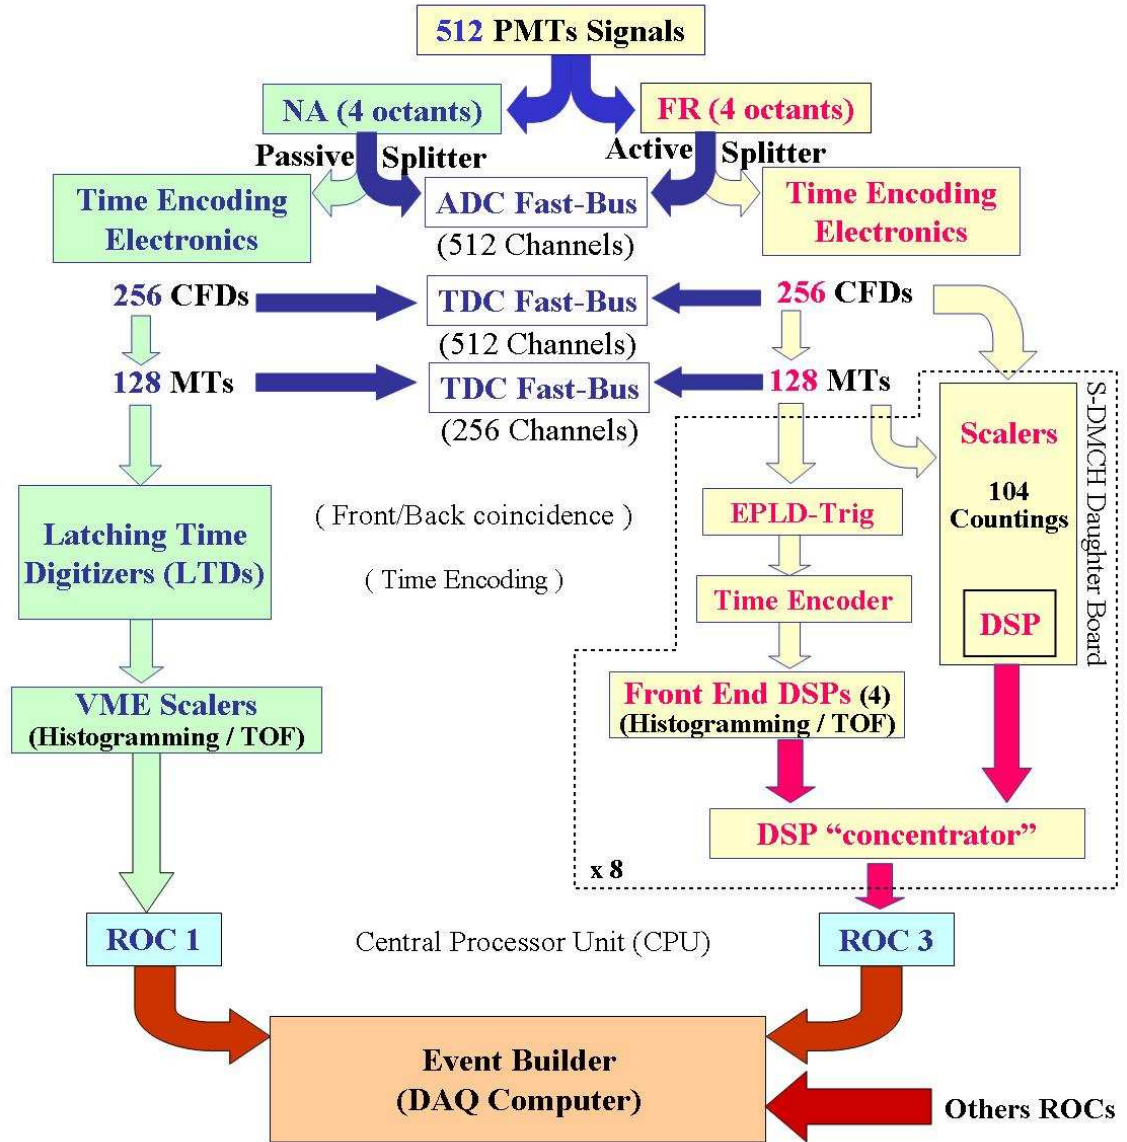 512 PMTs Signals
NA (4 octants)
FR (4 octants)
Passive Splitter
Active Splitter
Time Encoding
Electronics
ADC Fast-Bus
(512 Channels)
Time Encoding
Electronics
256 CFDs
TDC Fast-Bus
(512 Channels)
256 CFDs
128 MTs
TDC Fast-Bus
(256 Channels)
128 MTs
S-DMCH Daughter Board
Scalers
104
Countings
DSP
Latching Time
Digitizers (LTDs)
( Front/Back coincidence )
( Time Encoding )
EPLD-Trig
Time Encoder
VME Scalers
(Histogramming / TOF)
Front End DSPs (4)
(Histogramming / TOF)
DSP “concentrator”
x 8
ROC 1
Central Processor Unit (CPU)
ROC 3
Event Builder
(DAQ Computer)
Others ROCs